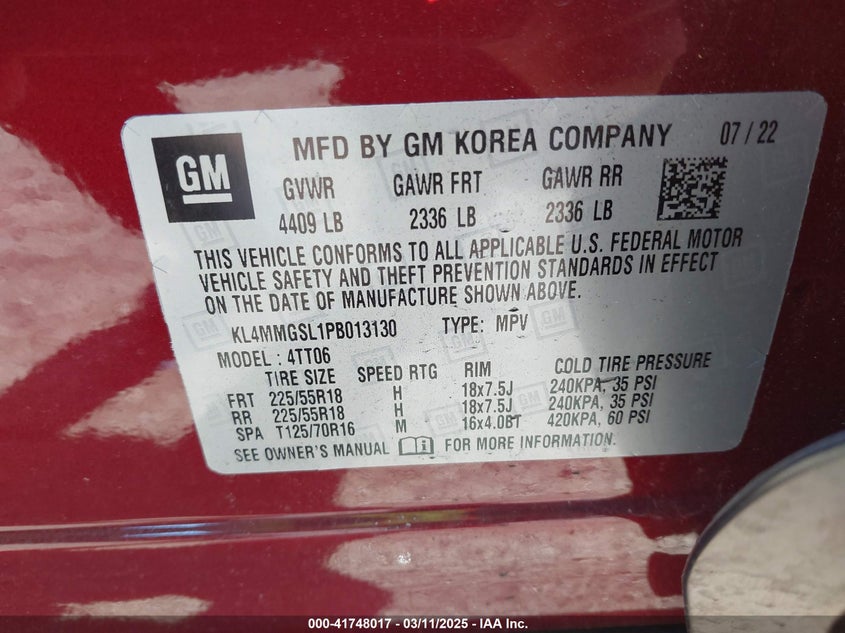 GM MFD BY GM KOREA COMPANY 07 / 22
GVWR GAWR FRT GAWR RR
4409 LB 2336 LB 2336 LB
THIS VEHICLE CONFORMS TO ALL APPLICABLE U.S. FEDERAL MOTOR
VEHICLE SAFETY AND THEFT PREVENTION STANDARDS IN EFFECT
ON THE DATE OF MANUFACTURE SHOWN ABOVE.
KL4MMGSL1PB013130 TYPE: MPV
MODEL : 4TT06
TIRE SIZE SPEED RTG RIM COLD TIRE PRESSURE
FRT 225/55R18 H 18x7.5J 240KPA, 35 PSI
RR 225/55R18 H 18x7.5J 240KPA, 35 PSI
SPA T125/70R16 M 16x4.0BT 420KPA, 60 PSI
SEE OWNER'S MANUAL FOR MORE INFORMATION.
000-41748017 — 03/11/2025 — IAA Inc.